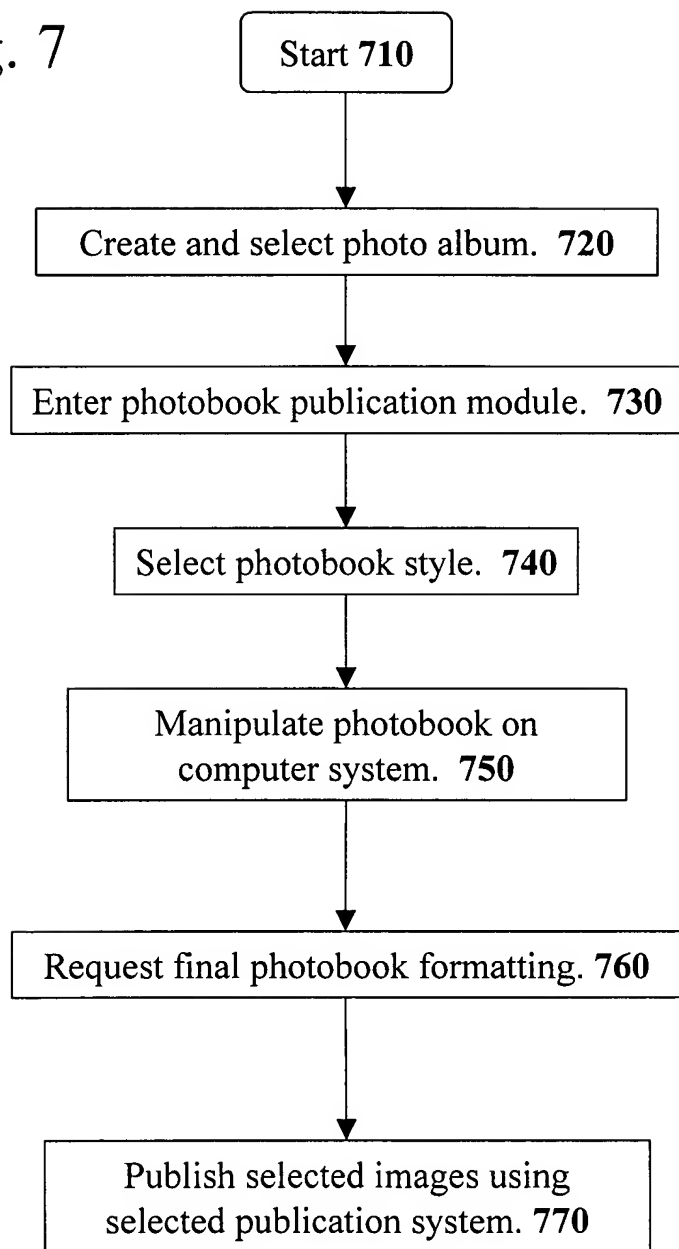 g. 7
Start 710
Create and select photo album. 720
Enter photobook publication module. 730
Select photobook style. 740
Manipulate photobook on
computer system. 750
Request final photobook formatting. 760
Publish selected images using
selected publication system. 770